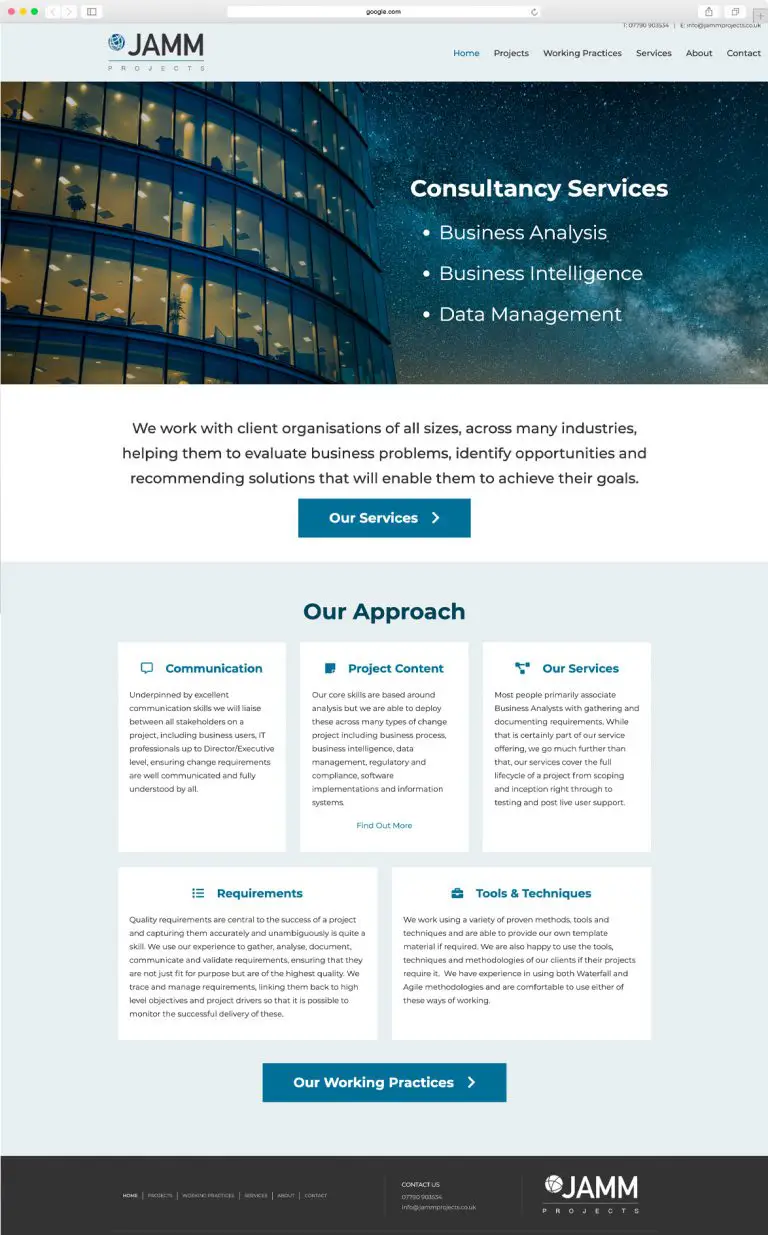 google.com
T: 07790 903534 | E: info@jammprojects.co.uk
JAMM
PROJECTS
Home Projects Working Practices Services About Contact
Consultancy Services
• Business Analysis
• Business Intelligence
• Data Management
We work with client organisations of all sizes, across many industries,
helping them to evaluate business problems, identify opportunities and
recommending solutions that will enable them to achieve their goals.
Our Services
Our Approach
Communication
Underpinned by excellent
communication skills we will liaise
between all stakeholders on a
project, including business users, IT
professionals up to Director/Executive
level, ensuring change requirements
are well communicated and fully
understood by all.
Project Content
Our core skills are based around
analysis but we are able to deploy
these across many types of change
project including business process,
business intelligence, data
management, regulatory and
compliance, software
implementations and information
systems.
Find Out More
Our Services
Most people primarily associate
Business Analysts with gathering and
documenting requirements. While
that is certainly part of our service
offering, we go much further than
that, our services cover the full
lifecycle of a project from scoping
and inception right through to
testing and post live user support.
Requirements
Quality requirements are central to the success of a project
and capturing them accurately and unambiguously is quite a
skill. We use our experience to gather, analyse, document,
communicate and validate requirements, ensuring that they
are not just fit for purpose but are of the highest quality. We
trace and manage requirements, linking them back to high
level objectives and project drivers so that it is possible to
monitor the successful delivery of these.
Tools & Techniques
We work using a variety of proven methods, tools and
techniques and are able to provide our own template
material if required. We are also happy to use the tools,
techniques and methodologies of our clients if their projects
require it. We have experience in using both Waterfall and
Agile methodologies and are comfortable to use either of
these ways of working.
Our Working Practices
HOME | PROJECTS | WORKING PRACTICES | SERVICES | ABOUT | CONTACT
CONTACT US
07790 903534
info@jammprojects.co.uk
JAMM
PROJECTS